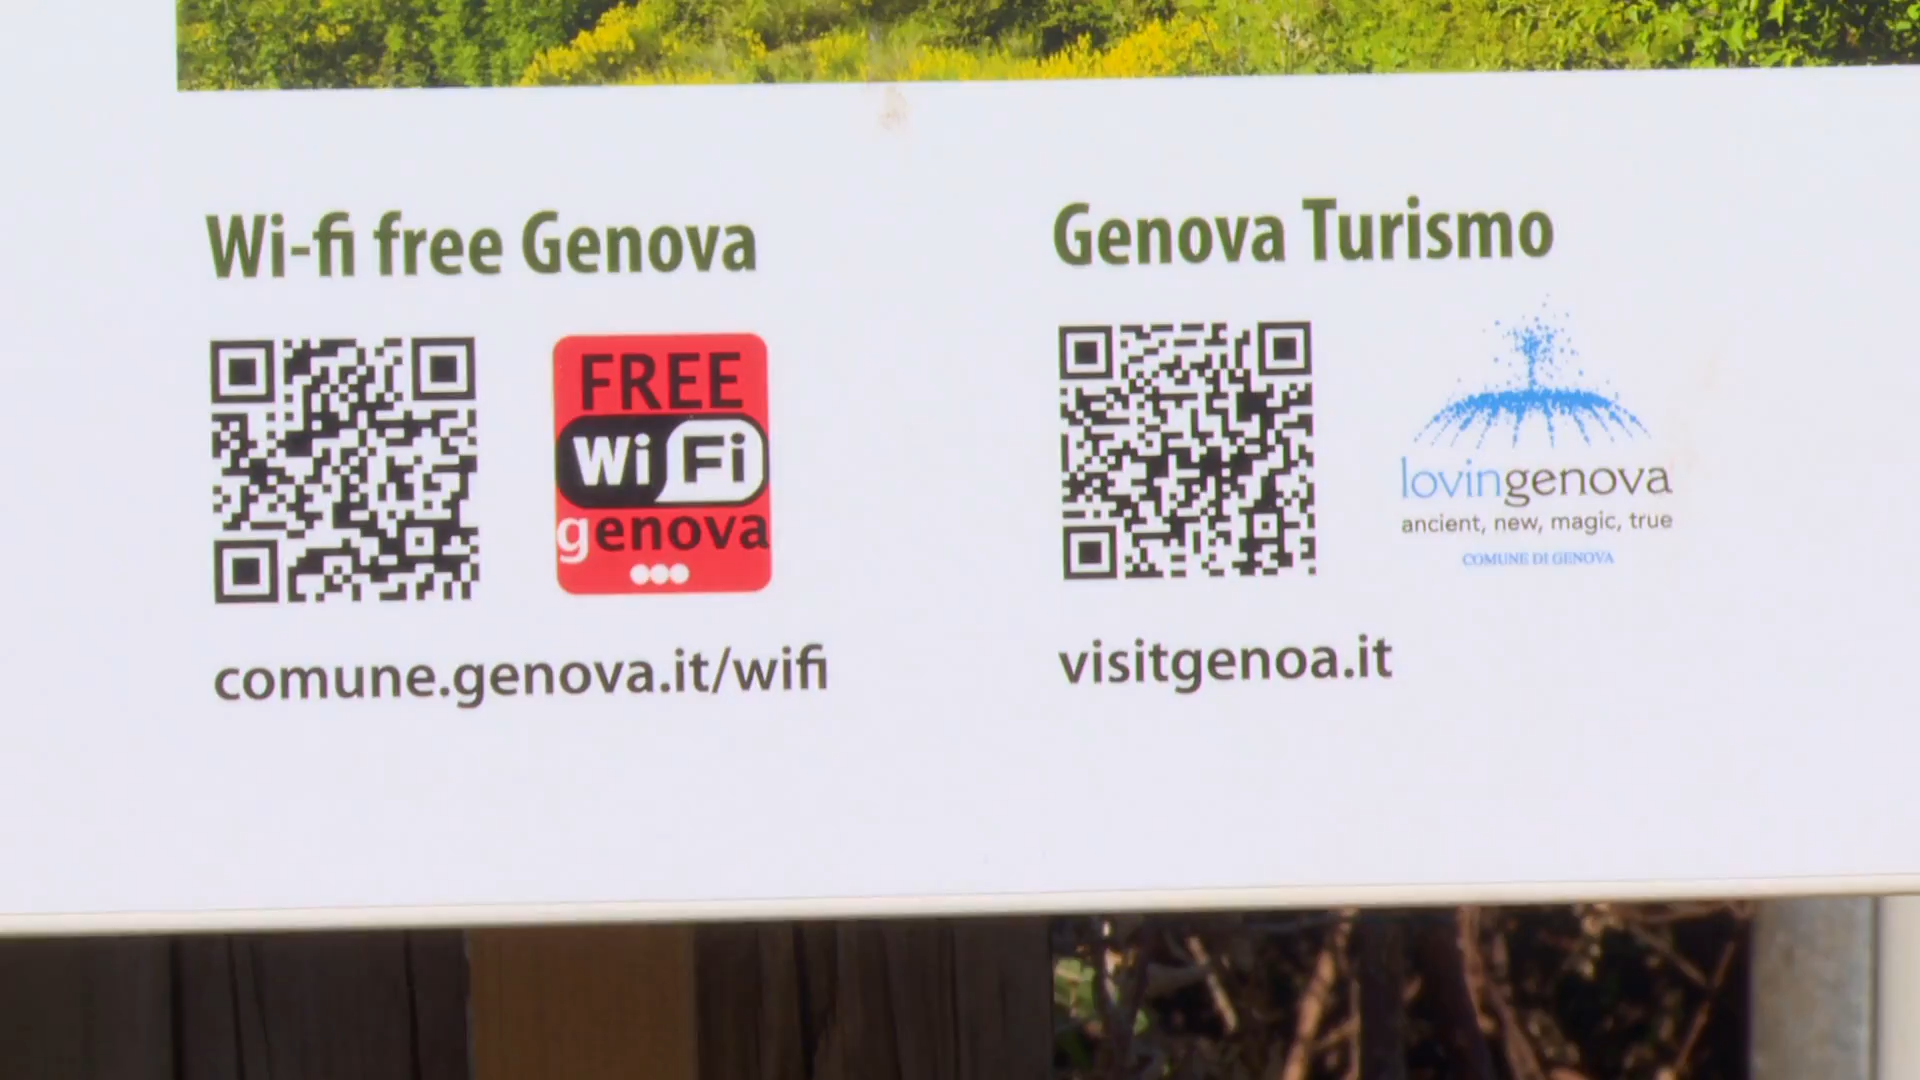 Wi-fi free Genova
FREE
Wi Fi
genova
comune.genova.it/wifi
Genova Turismo
lovingenova
ancient, new, magic, true
COMUNE DI GENOVA
visitgenoa.it